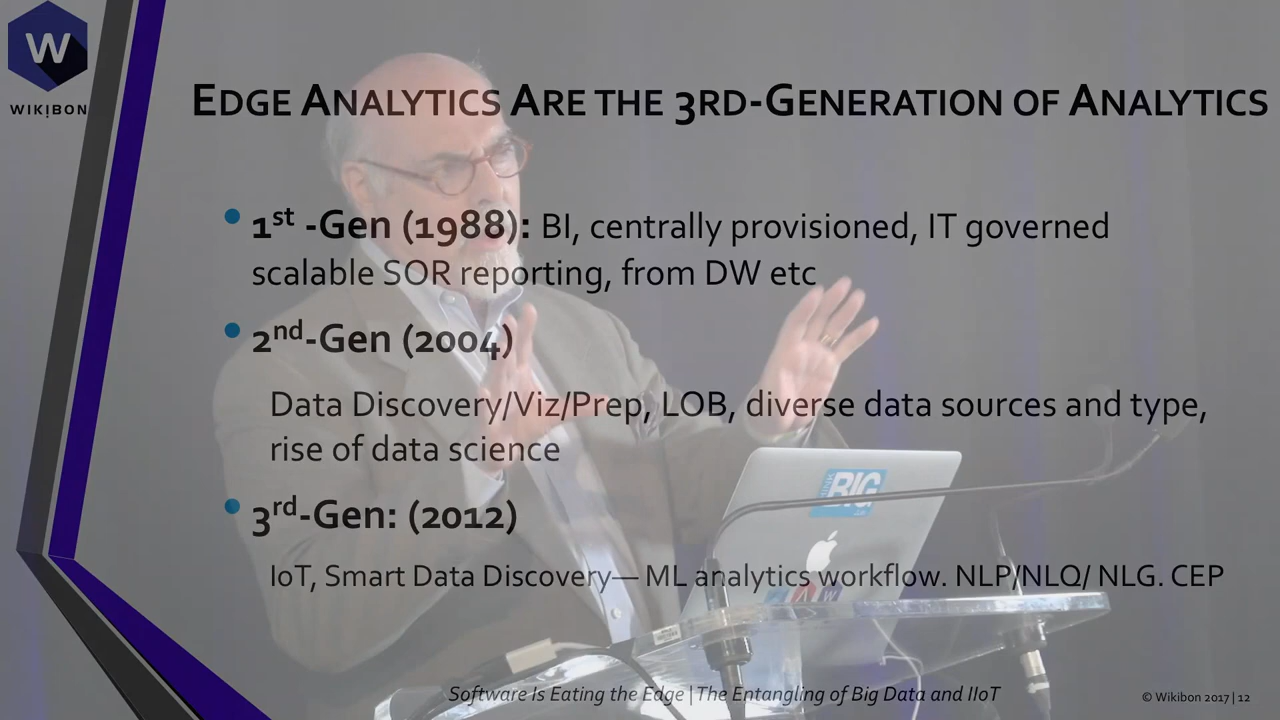 W
WIKIBON
EDGE ANALYTICS ARE THE 3RD-GENERATION OF ANALYTICS
1st -Gen (1988): BI, centrally provisioned, IT governed
scalable SOR reporting, from DW etc
2nd-Gen (2004)
Data Discovery/Viz/Prep, LOB, diverse data sources and type,
rise of data science
3rd-Gen: (2012)
IoT, Smart Data Discovery— ML analytics workflow. NLP/NLQ/ NLG. CEP
BIG
Software Is Eating the Edge | The Entangling of Big Data and IIoT
© Wikibon 2017 | 12